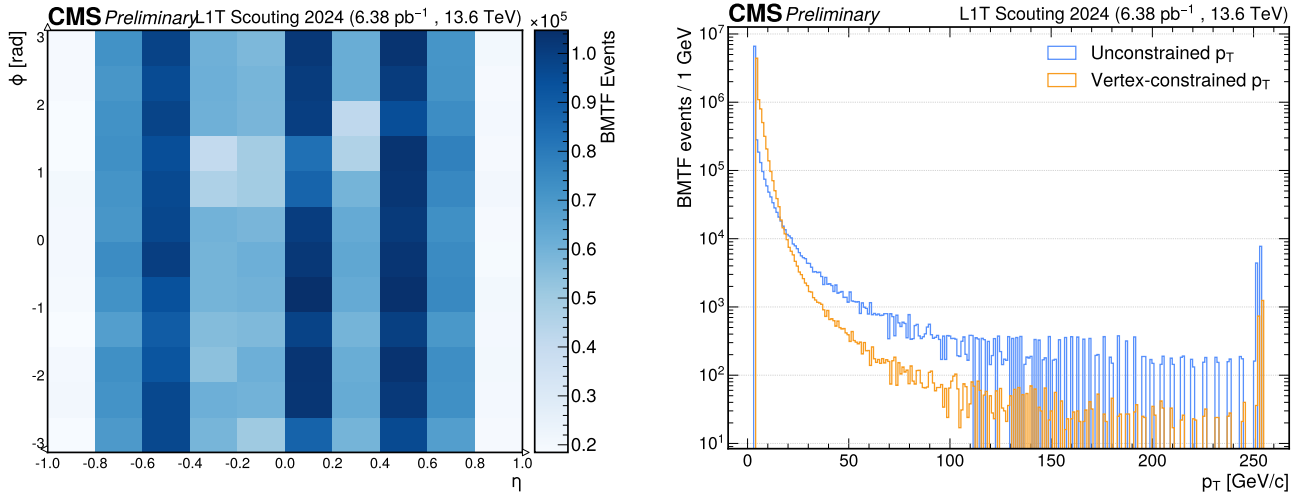 CMS Preliminary L1T Scouting 2024 (6.38 pb⁻¹ , 13.6 TeV)
×10⁵
ϕ [rad]
3
2
1
0
-1
-2
-3
-1.0 -0.8 -0.6 -0.4 -0.2 0.0 0.2 0.4 0.6 0.8 1.0
η
1.0
0.9
0.8
0.7
0.6
0.5
0.4
0.3
0.2
BMTF Events
CMS Preliminary L1T Scouting 2024 (6.38 pb⁻¹ , 13.6 TeV)
BMTF events / 1 GeV
10⁷
10⁶
10⁵
10⁴
10³
10²
10¹
Unconstrained p_T
Vertex-constrained p_T
0 50 100 150 200 250
p_T [GeV/c]